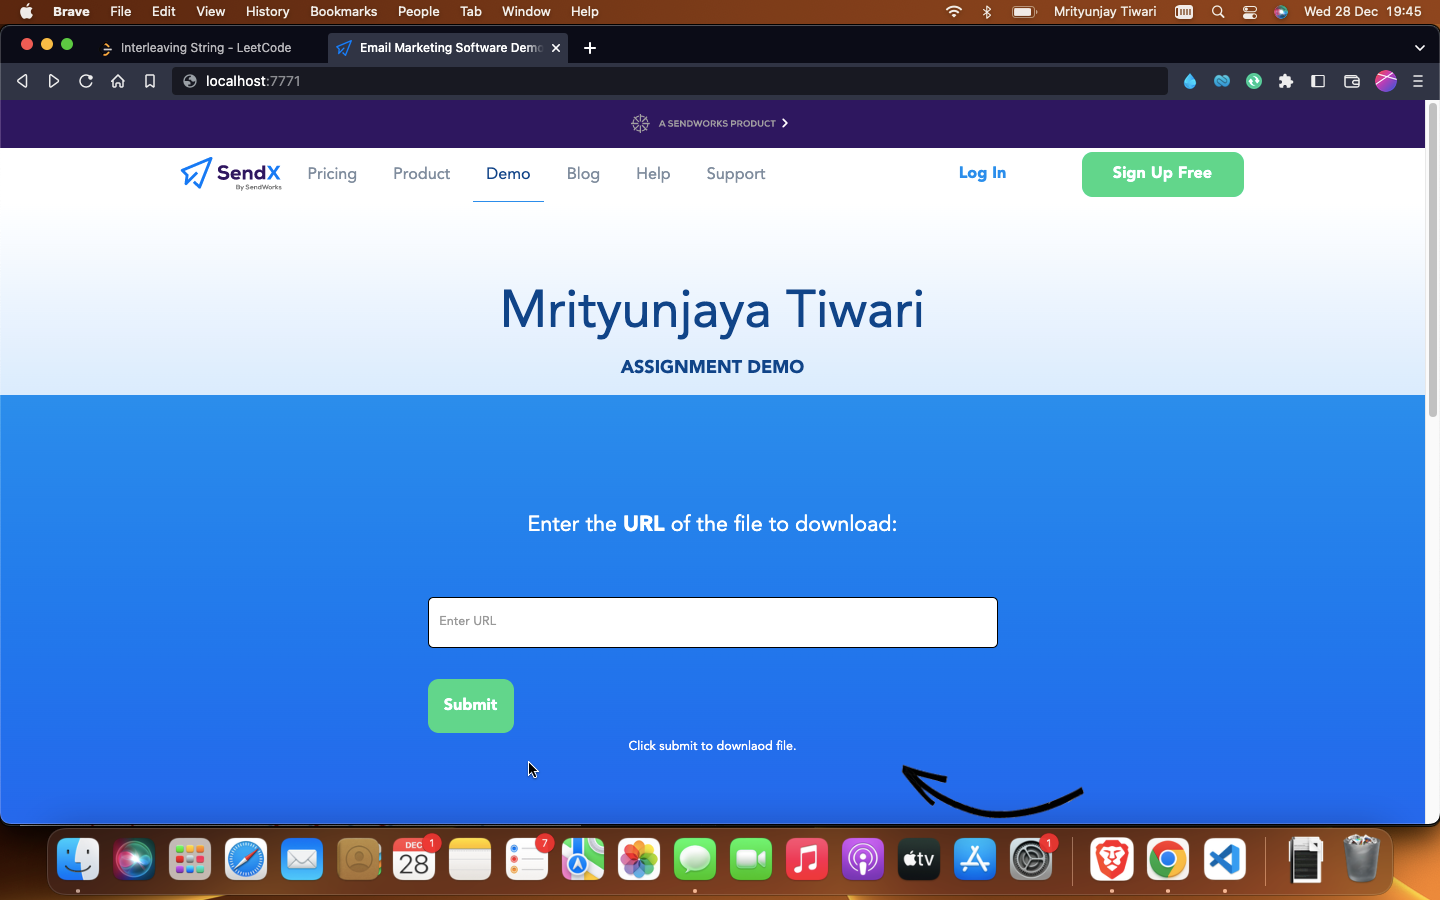 Brave File Edit View History Bookmarks People Tab Window Help Mrityunjay Tiwari Wed 28 Dec 19:45
Interleaving String - LeetCode Email Marketing Software Demo
localhost:7771
A SENDWORKS PRODUCT
SendX Pricing Product Demo Blog Help Support Log In Sign Up Free
By SendWorks
Mrityunjaya Tiwari
ASSIGNMENT DEMO
Enter the URL of the file to download:
Enter URL
Submit
Click submit to downlaod file.
DEC 1 7 1
28 tv